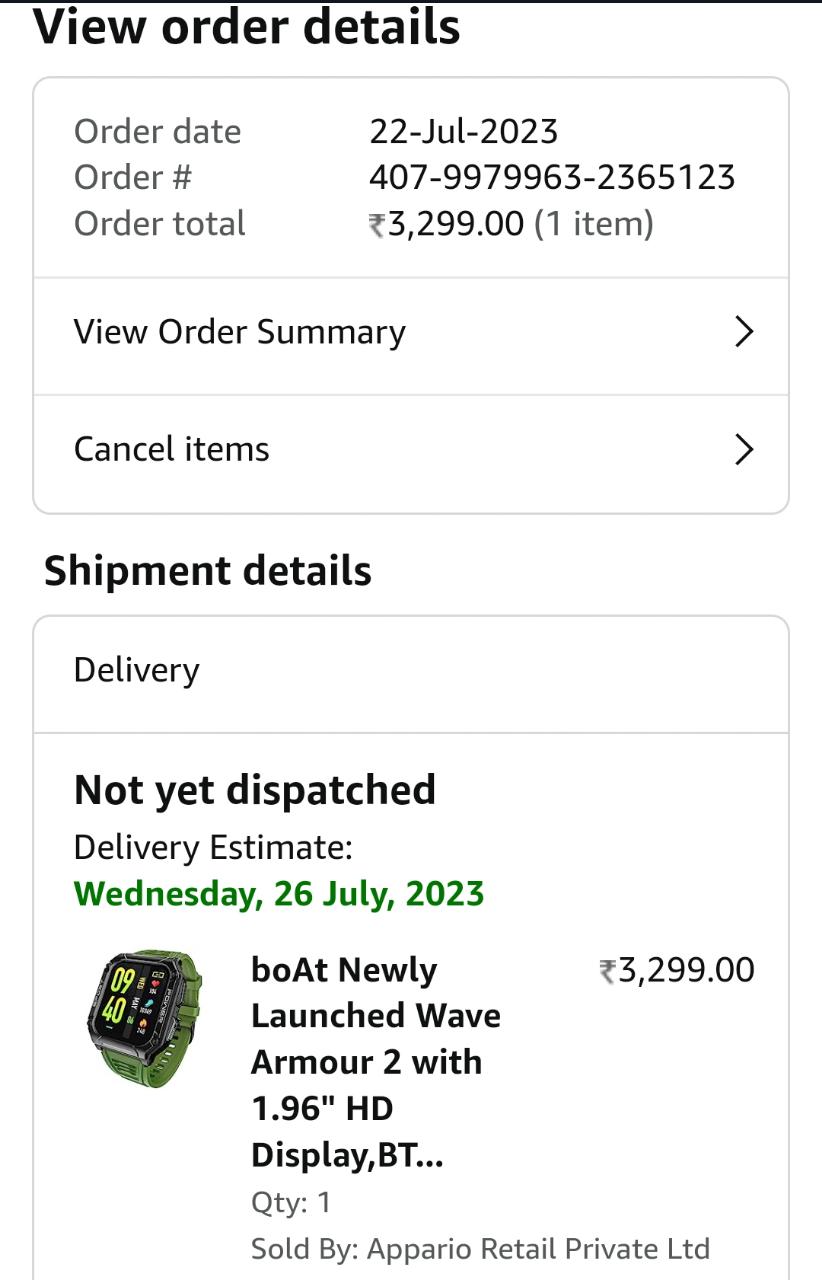 View order details
Order date 22-Jul-2023
Order # 407-9979963-2365123
Order total ₹3,299.00 (1 item)
View Order Summary
Cancel items
Shipment details
Delivery
Not yet dispatched
Delivery Estimate:
Wednesday, 26 July, 2023
boAt Newly ₹3,299.00
Launched Wave
Armour 2 with
1.96" HD
Display,BT...
Qty: 1
Sold By: Appario Retail Private Ltd
09
40
WED
MAY